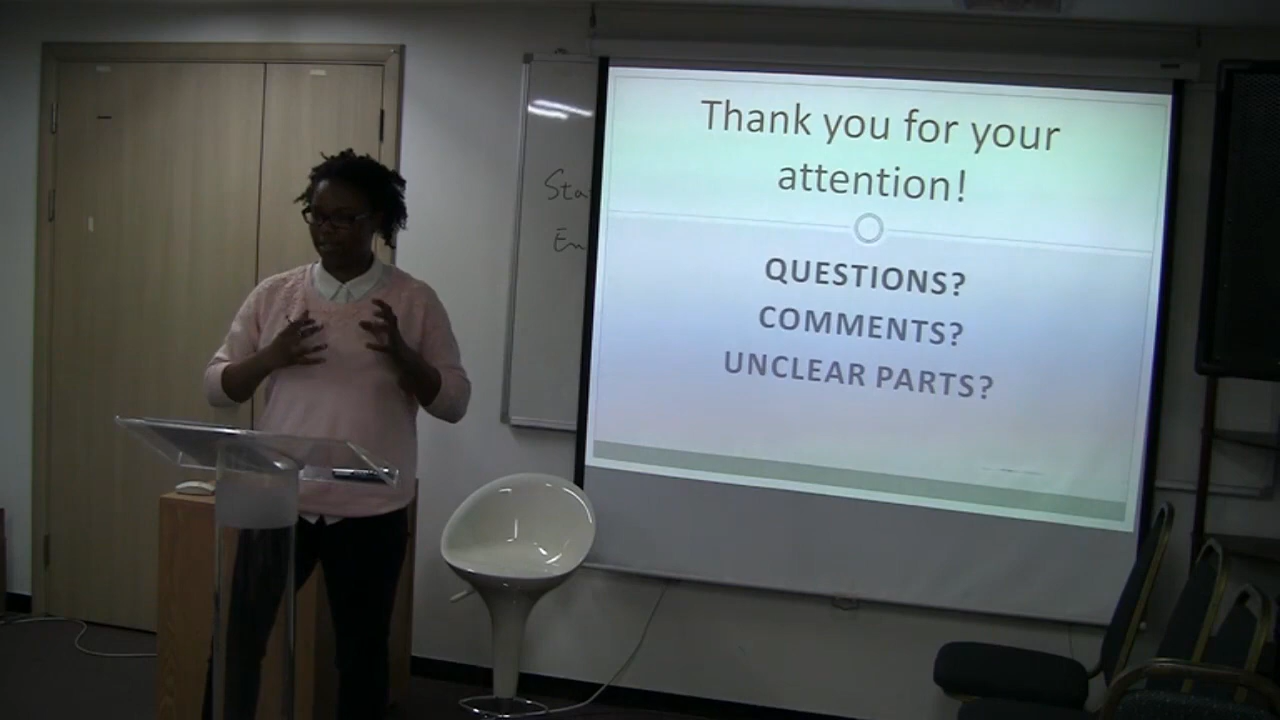 Thank you for your
attention!
QUESTIONS?
COMMENTS?
UNCLEAR PARTS?